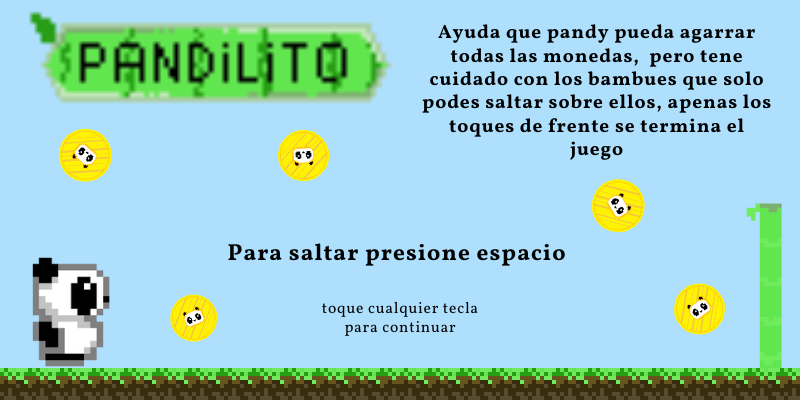 PANDiLiTO
Ayuda que pandy pueda agarrar
todas las monedas, pero tene
cuidado con los bambues que solo
podes saltar sobre ellos, apenas los
toques de frente se termina el
juego
Para saltar presione espacio
toque cualquier tecla
para continuar